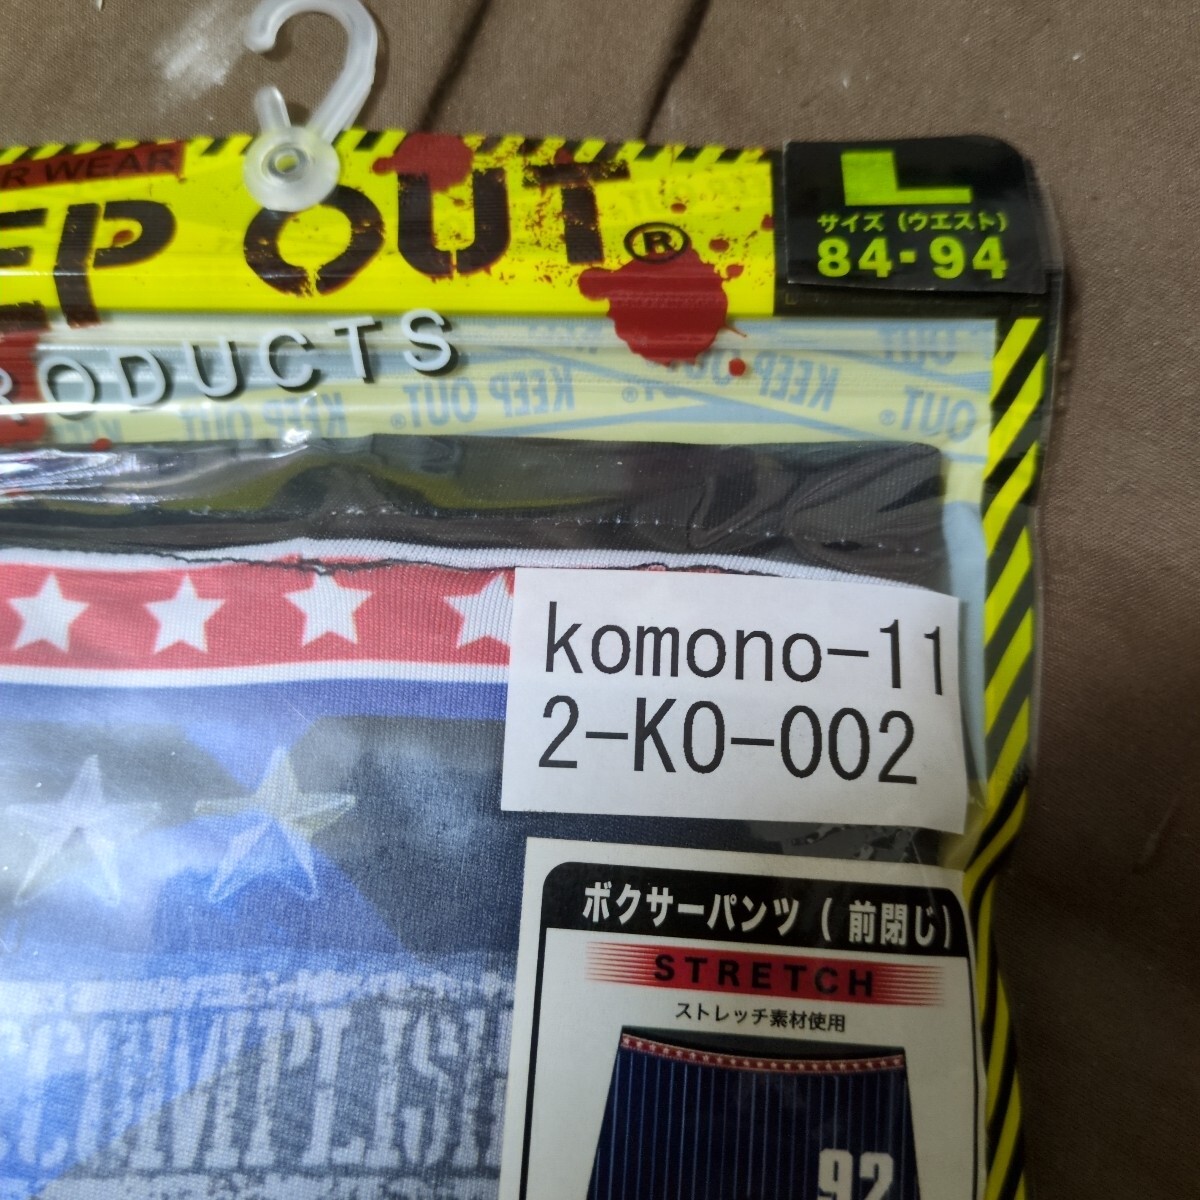 R WEAR
EP OUT®
RODUCTS
L
サイズ（ウエスト）
84-94
KEEP OUT
KEEP OUT
KEEP OUT
OUT
OUT
komono-11
2-KO-002
ボクサーパンツ（前閉じ）
STRETCH
ストレッチ素材使用
92